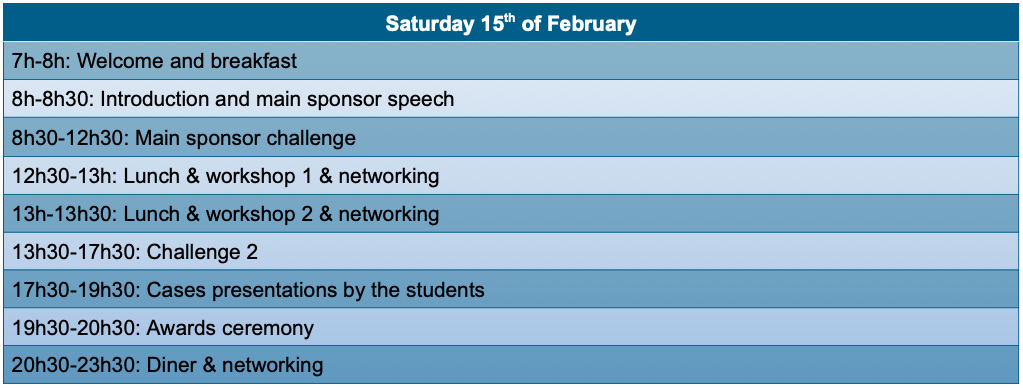 Saturday 15th of February
7h-8h: Welcome and breakfast
8h-8h30: Introduction and main sponsor speech
8h30-12h30: Main sponsor challenge
12h30-13h: Lunch & workshop 1 & networking
13h-13h30: Lunch & workshop 2 & networking
13h30-17h30: Challenge 2
17h30-19h30: Cases presentations by the students
19h30-20h30: Awards ceremony
20h30-23h30: Diner & networking